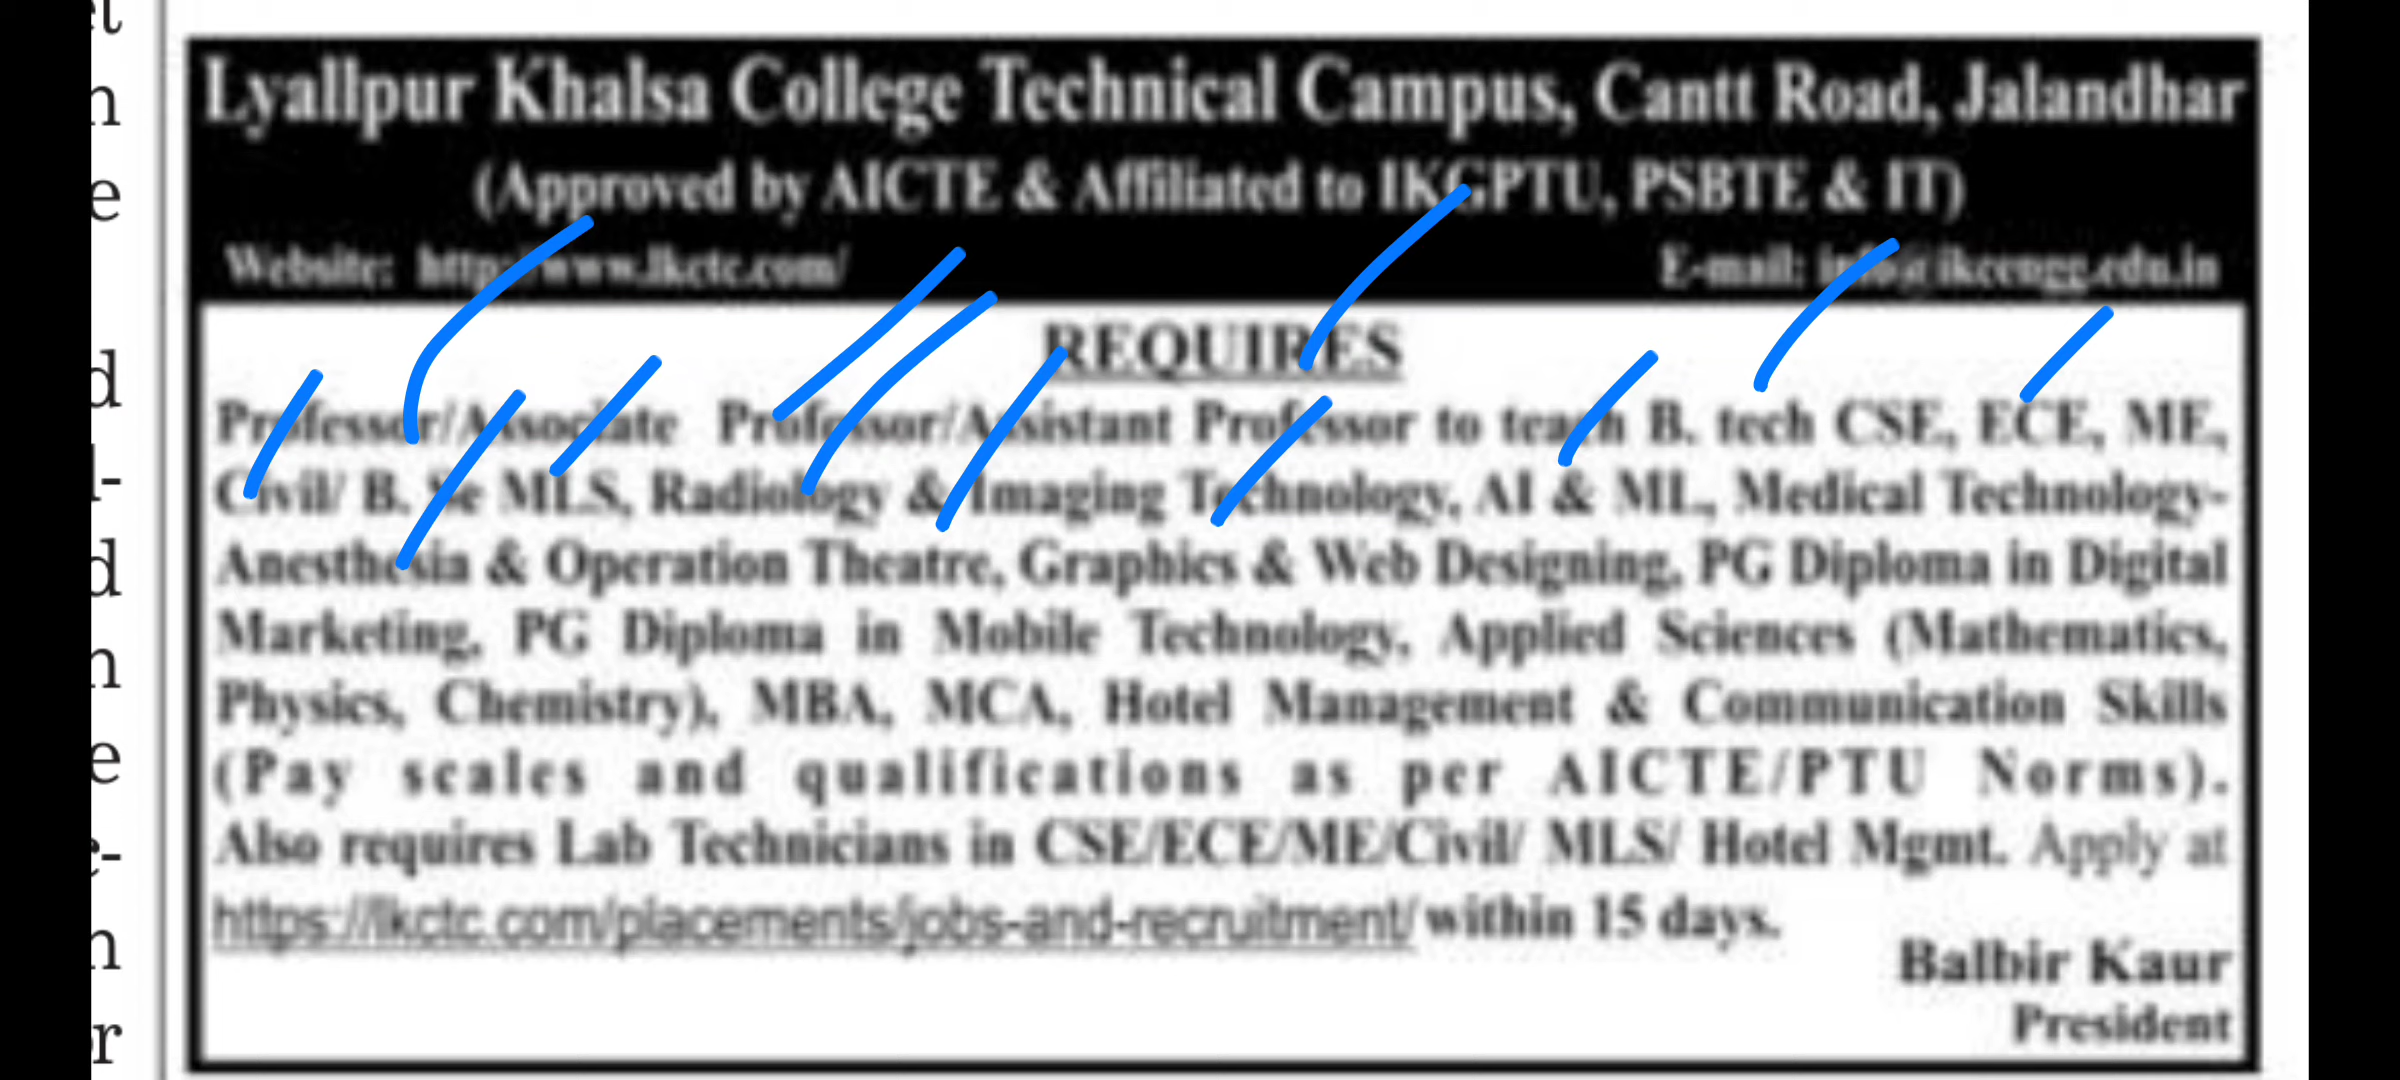 Lyallpur Khalsa College Technical Campus, Cantt Road, Jalandhar
(Approved by AICTE & Affiliated to IKGPTU, PSBTE & IT)
Website: http://www.lkctc.com/ E-mail:
REQUIRES
Professor/Associate Professor/Assistant Professor to teach B. tech CSE, ECE, ME,
Civil/ B. Sc MLS, Radiology & Imaging Technology, AI & ML, Medical Technology-
Anesthesia & Operation Theatre, Graphics & Web Designing, PG Diploma in Digital
Marketing, PG Diploma in Mobile Technology, Applied Sciences (Mathematics,
Physics, Chemistry), MBA, MCA, Hotel Management & Communication Skills
(Pay scales and qualifications as per AICTE/PTU Norms).
Also requires Lab Technicians in CSE/ECE/ME/Civil/ MLS/ Hotel Mgmt. Apply at
https://lkctc.com/placements/jobs-and-recruitment/ within 15 days.
Balbir Kaur
President